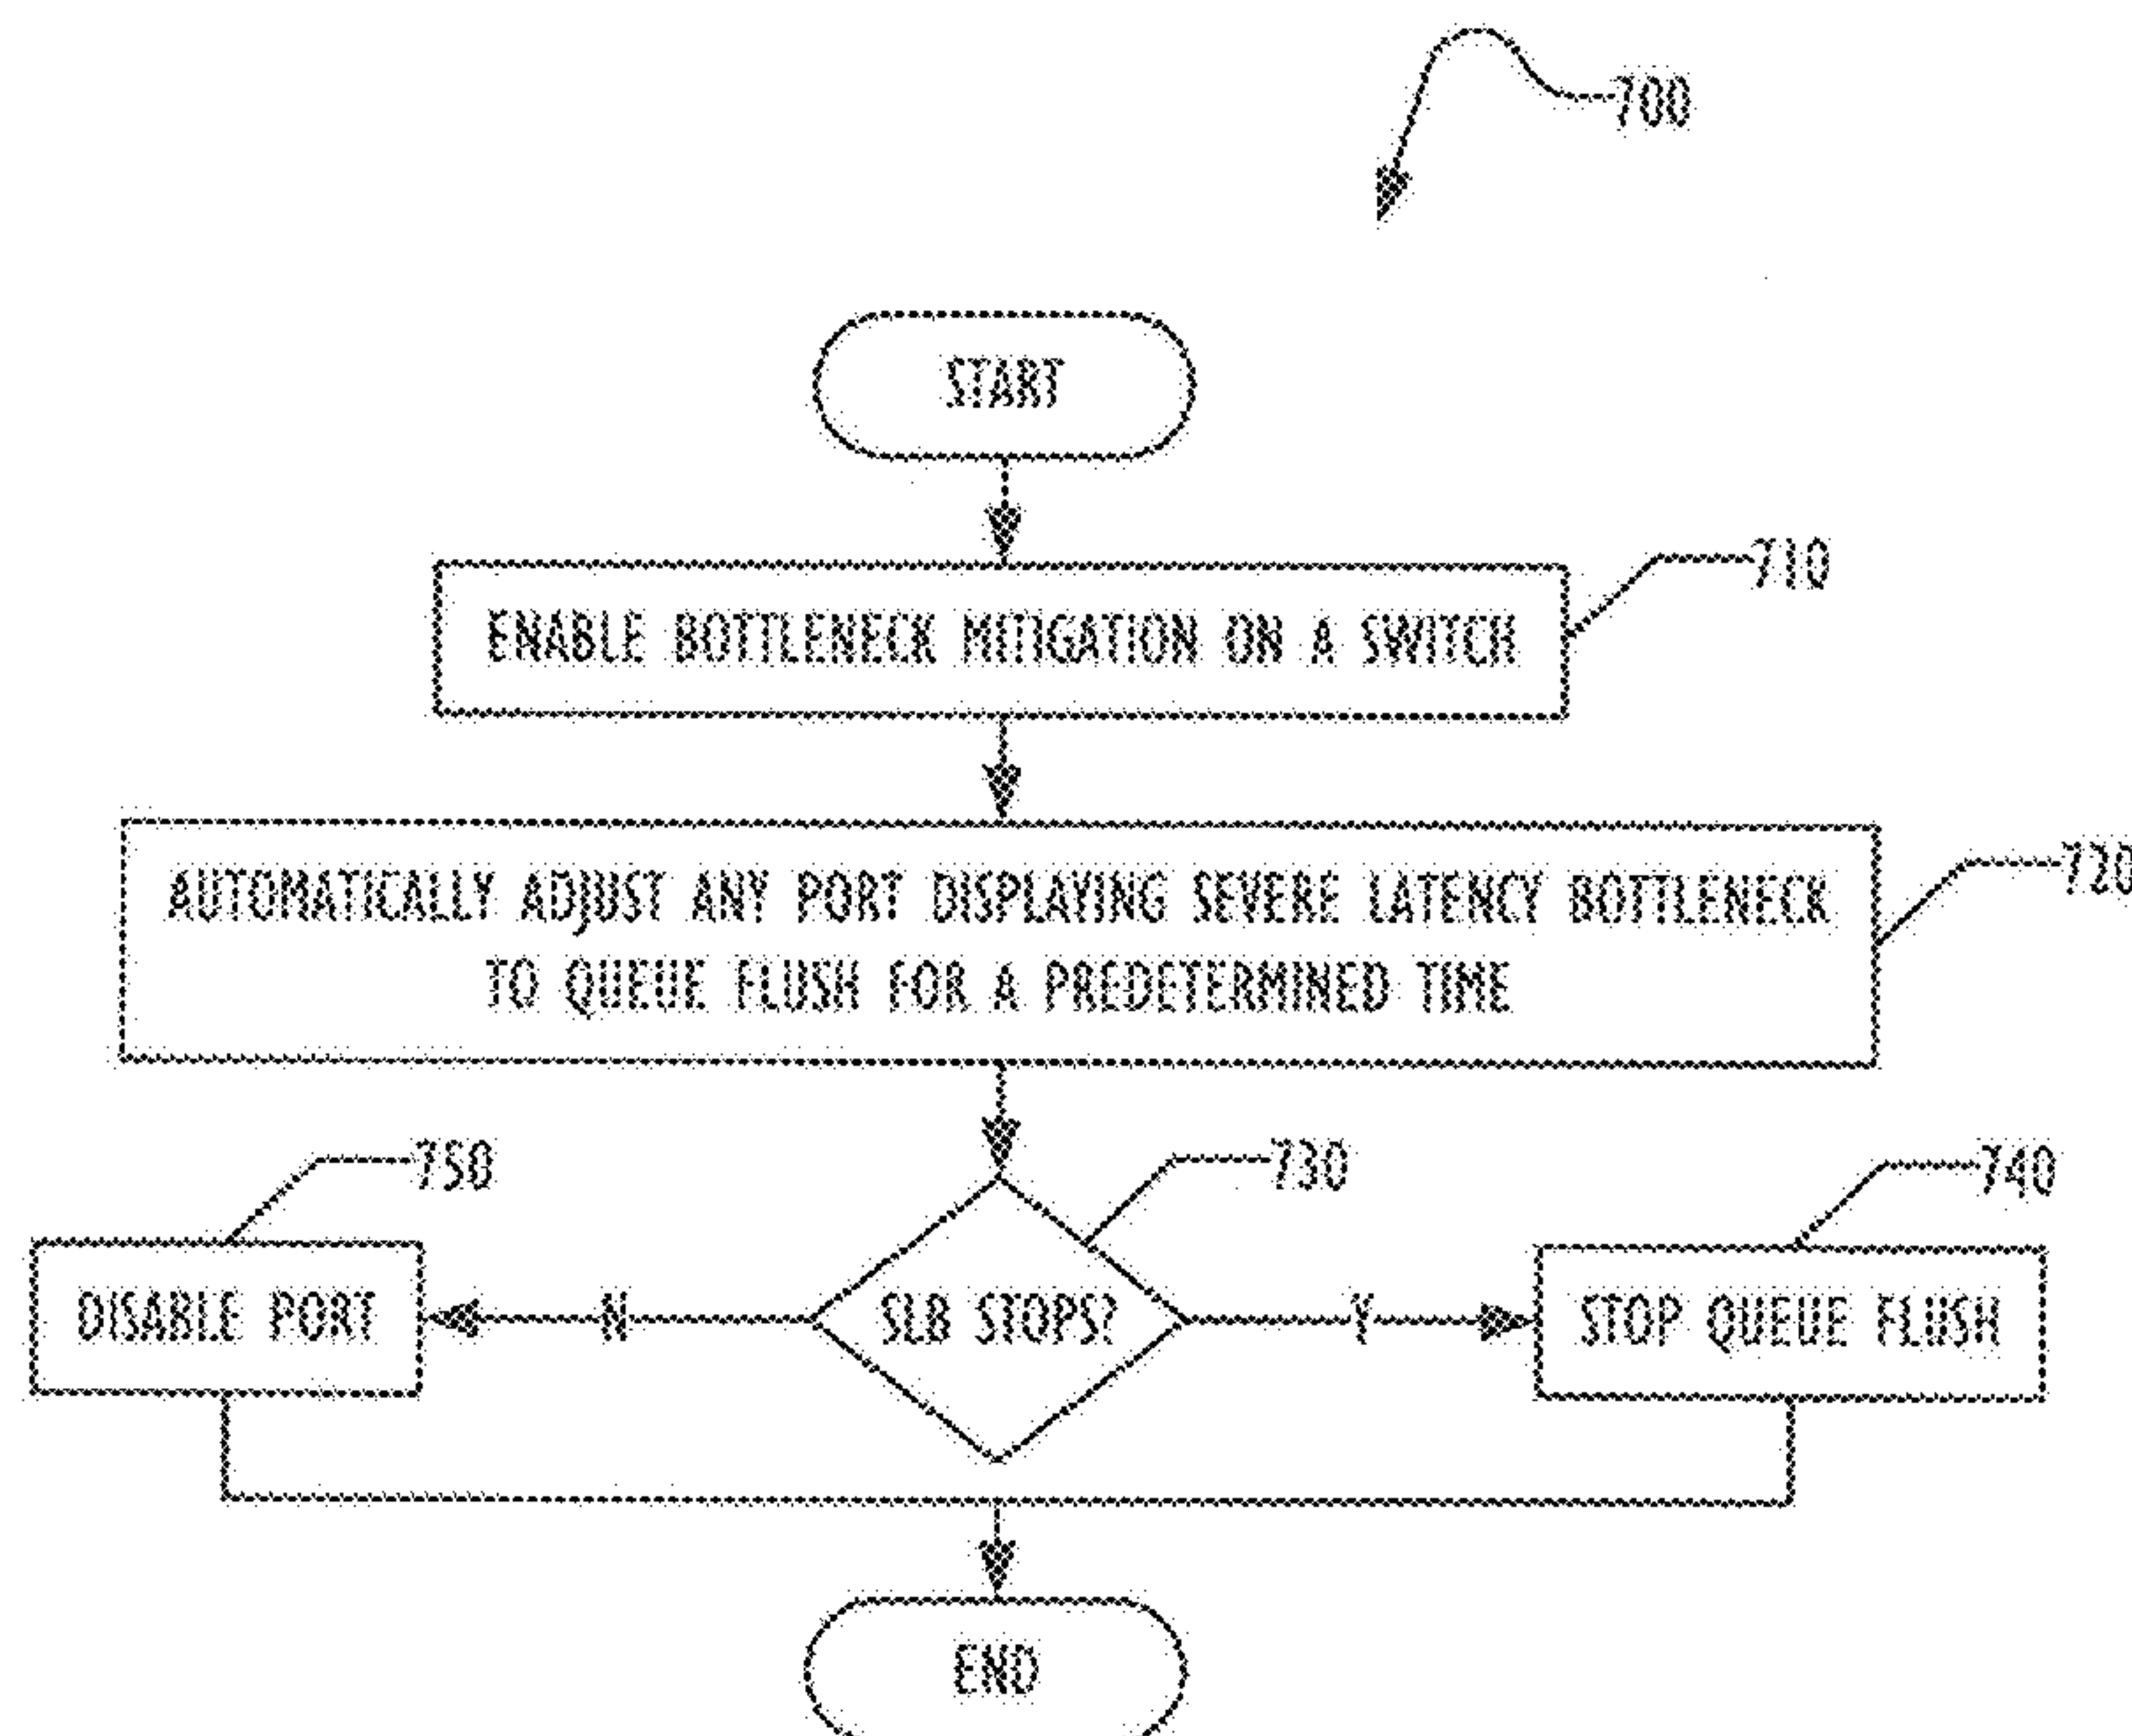 700
START
710
ENABLE BOTTLENECK MITIGATION ON A SWITCH
720
AUTOMATICALLY ADJUST ANY PORT DISPLAYING SEVERE LATENCY BOTTLENECK
TO QUEUE FLUSH FOR A PREDETERMINED TIME
750
730
740
DISABLE PORT
N
SLB STOPS?
Y
STOP QUEUE FLUSH
END